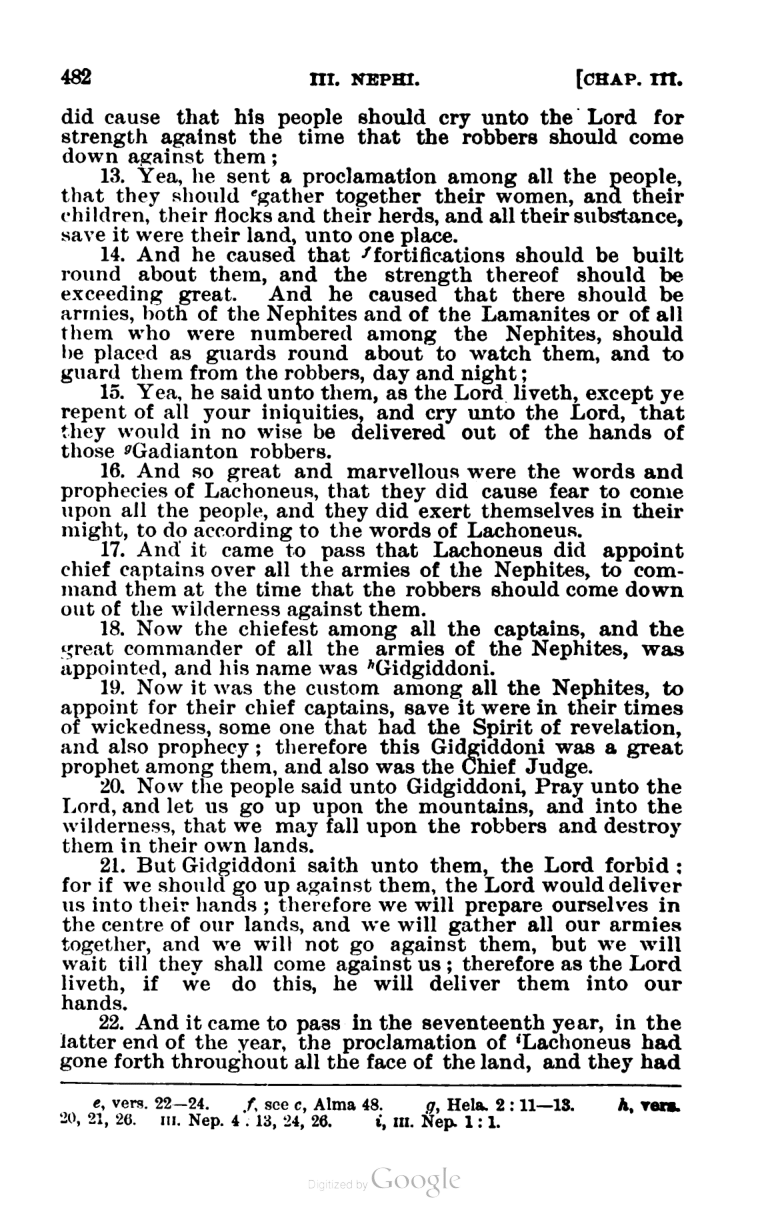 482 III. NEPHI. [CHAP. III.
did cause that his people should cry unto the Lord for
strength against the time that the robbers should come
down against them;
13. Yea, he sent a proclamation among all the people,
that they should ᵉgather together their women, and their
children, their flocks and their herds, and all their substance,
save it were their land, unto one place.
14. And he caused that ᶠfortifications should be built
round about them, and the strength thereof should be
exceeding great. And he caused that there should be
armies, both of the Nephites and of the Lamanites or of all
them who were numbered among the Nephites, should
be placed as guards round about to watch them, and to
guard them from the robbers, day and night;
15. Yea, he said unto them, as the Lord liveth, except ye
repent of all your iniquities, and cry unto the Lord, that
they would in no wise be delivered out of the hands of
those ᵍGadianton robbers.
16. And so great and marvellous were the words and
prophecies of Lachoneus, that they did cause fear to come
upon all the people, and they did exert themselves in their
might, to do according to the words of Lachoneus.
17. And it came to pass that Lachoneus did appoint
chief captains over all the armies of the Nephites, to com-
mand them at the time that the robbers should come down
out of the wilderness against them.
18. Now the chiefest among all the captains, and the
great commander of all the armies of the Nephites, was
appointed, and his name was ʰGidgiddoni.
19. Now it was the custom among all the Nephites, to
appoint for their chief captains, save it were in their times
of wickedness, some one that had the Spirit of revelation,
and also prophecy; therefore this Gidgiddoni was a great
prophet among them, and also was the Chief Judge.
20. Now the people said unto Gidgiddoni, Pray unto the
Lord, and let us go up upon the mountains, and into the
wilderness, that we may fall upon the robbers and destroy
them in their own lands.
21. But Gidgiddoni saith unto them, the Lord forbid:
for if we should go up against them, the Lord would deliver
us into their hands; therefore we will prepare ourselves in
the centre of our lands, and we will gather all our armies
together, and we will not go against them, but we will
wait till they shall come against us; therefore as the Lord
liveth, if we do this, he will deliver them into our
hands.
22. And it came to pass in the seventeenth year, in the
latter end of the year, the proclamation of ⁱLachoneus had
gone forth throughout all the face of the land, and they had
e, vers. 22—24. f, see c, Alma 48. g, Hela. 2:11—13. h, vers.
20, 21, 26. III. Nep. 4:13, 24, 26. i, III. Nep. 1:1.
Digitized by Google